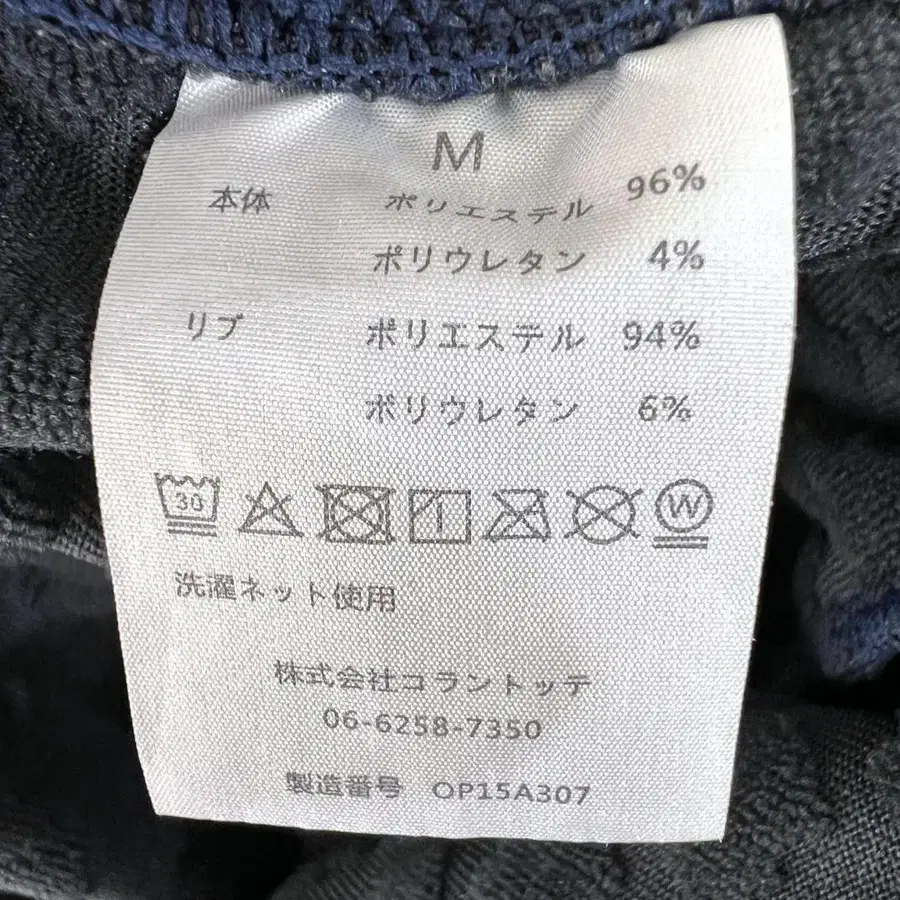 M
本体 ポリエステル 96%
ポリウレタン 4%
リブ ポリエステル 94%
ポリウレタン 6%
30 W
洗濯ネット使用
株式会社コラントッテ
06-6258-7350
製造番号 OP15A307